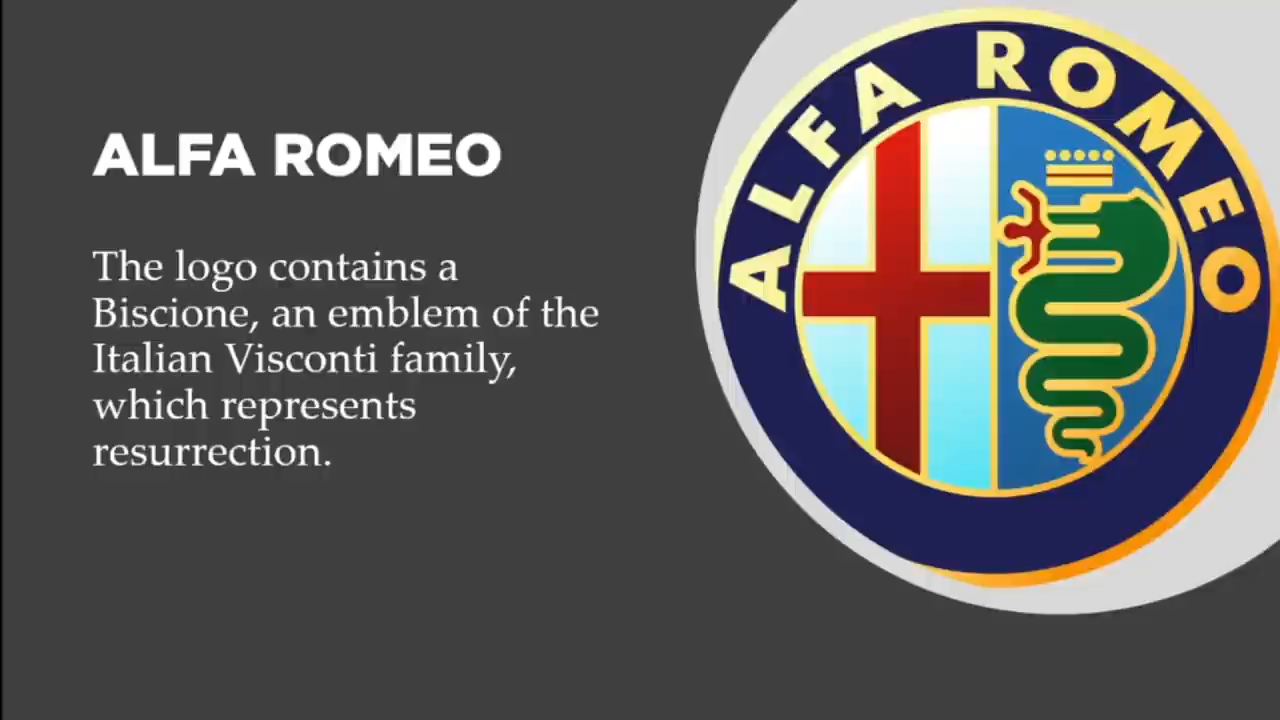 ALFA ROMEO
The logo contains a
Biscione, an emblem of the
Italian Visconti family,
which represents
resurrection.
ALFA ROMEO